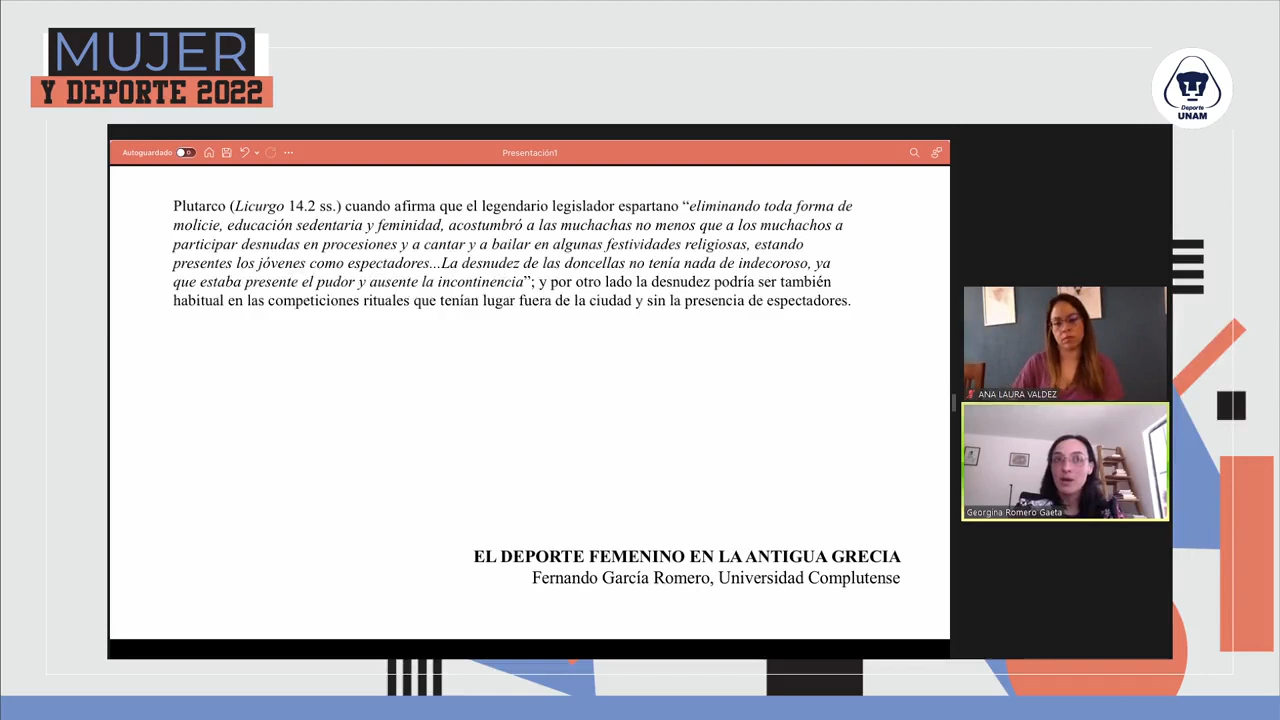 MUJER
Y DEPORTE 2022
Deporte
UNAM
Autoguardado
Presentación1
Plutarco (Licurgo 14.2 ss.) cuando afirma que el legendario legislador espartano “eliminando toda forma de
molicie, educación sedentaria y feminidad, acostumbró a las muchachas no menos que a los muchachos a
participar desnudas en procesiones y a cantar y a bailar en algunas festividades religiosas, estando
presentes los jóvenes como espectadores...La desnudez de las doncellas no tenía nada de indecoroso, ya
que estaba presente el pudor y ausente la incontinencia”; y por otro lado la desnudez podría ser también
habitual en las competiciones rituales que tenían lugar fuera de la ciudad y sin la presencia de espectadores.
EL DEPORTE FEMENINO EN LA ANTIGUA GRECIA
Fernando García Romero, Universidad Complutense
ANA LAURA VALDEZ
Georgina Romero Gaeta